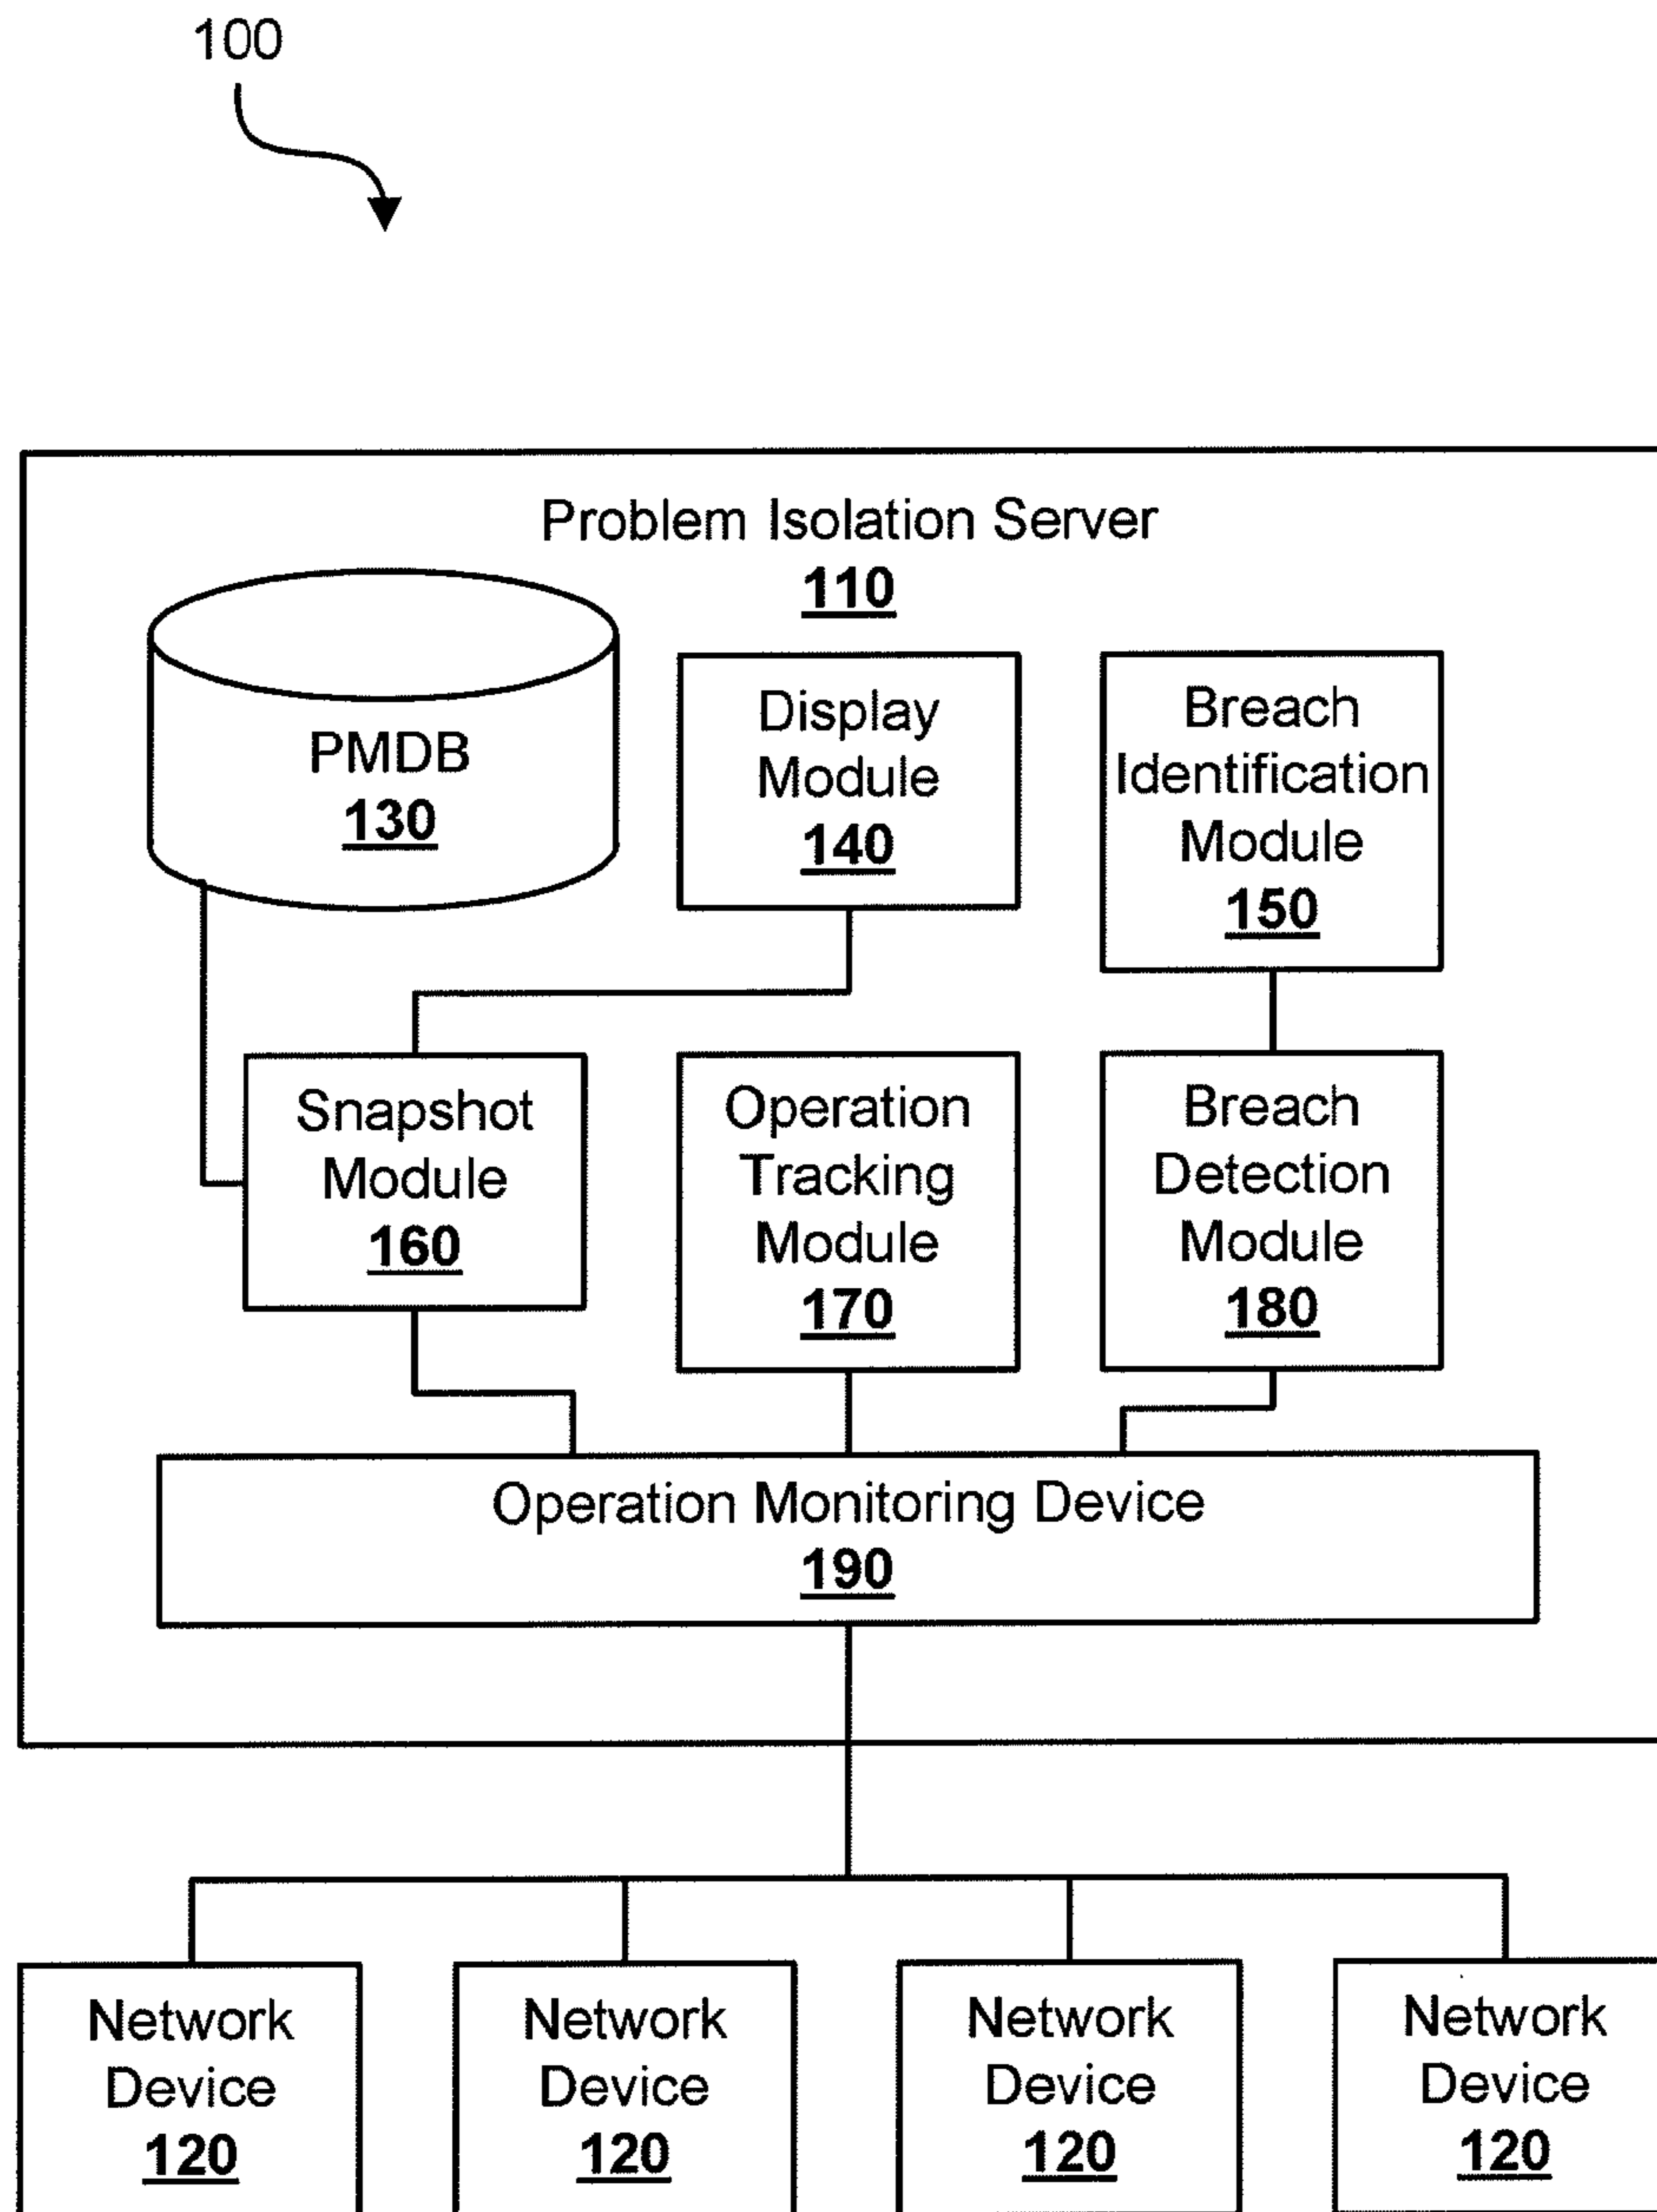 100
Problem Isolation Server
110
PMDB
130
Display
Module
140
Breach
Identification
Module
150
Snapshot
Module
160
Operation
Tracking
Module
170
Breach
Detection
Module
180
Operation Monitoring Device
190
Network
Device
120
Network
Device
120
Network
Device
120
Network
Device
120